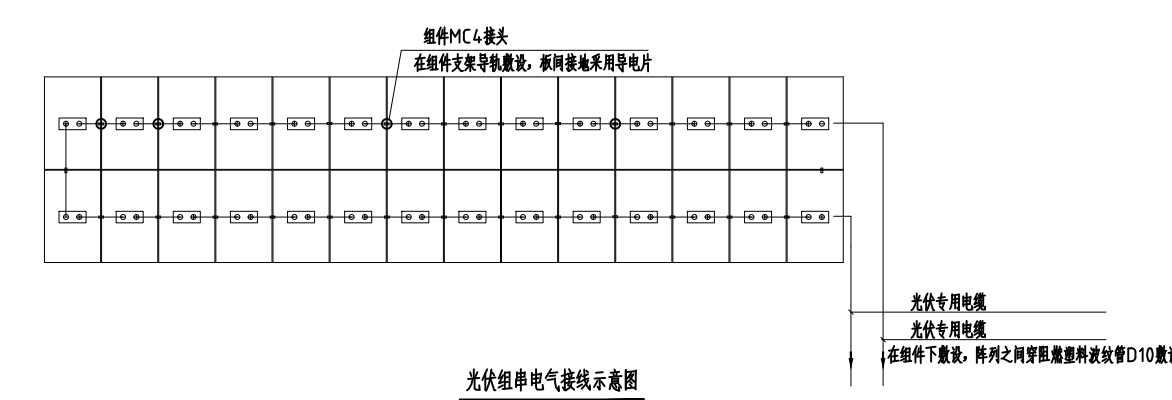 组件MC4接头
在组件支架导轨敷设，板间接地采用导电片
光伏专用电缆
光伏专用电缆
在组件下敷设，阵列之间穿阻燃塑料波纹管D10敷
光伏组串电气接线示意图